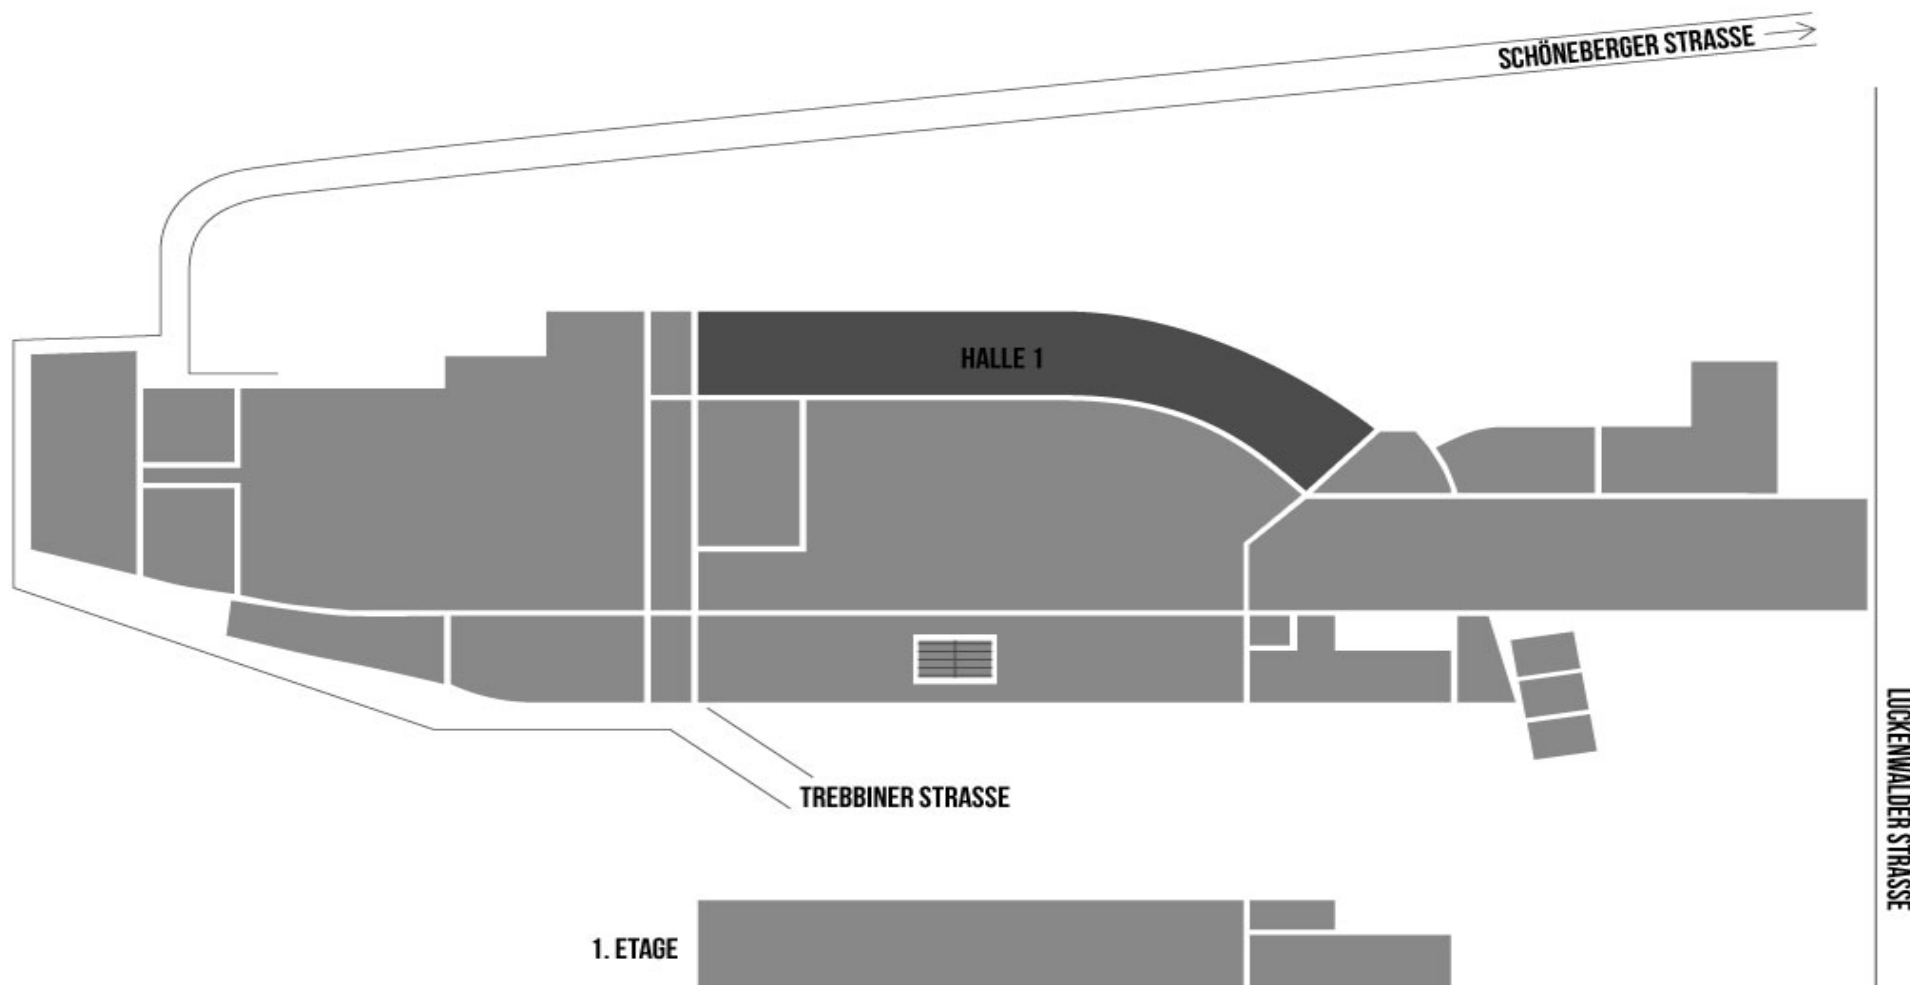 SCHÖNEBERGER STRASSE
HALLE 1
TREBBINER STRASSE
LUCKENWALDER STRASSE
1. ETAGE